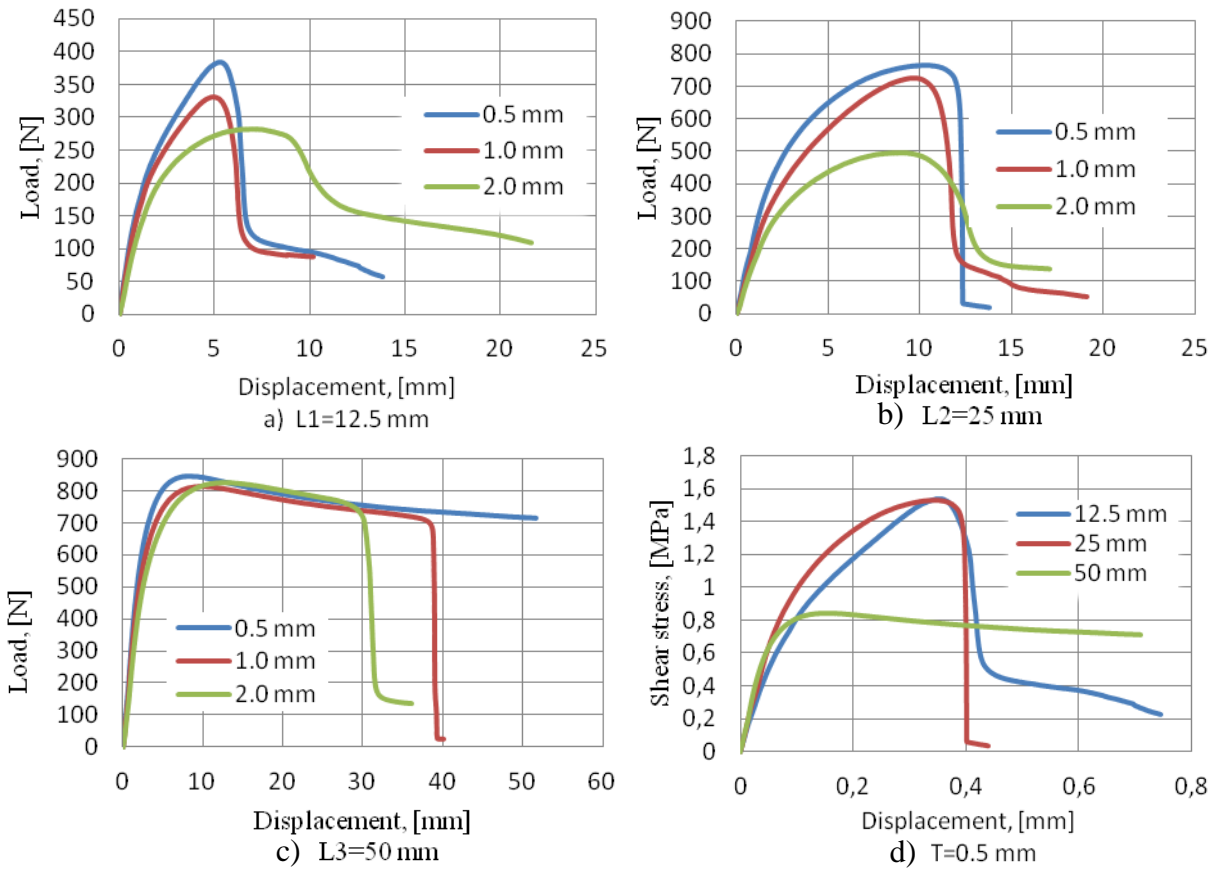 Load, [N]
450
400
350
300
250
200
150
100
50
0
0 5 10 15 20 25
0.5 mm
1.0 mm
2.0 mm
Displacement, [mm]
a) L1=12.5 mm
Load, [N]
900
800
700
600
500
400
300
200
100
0
0 5 10 15 20 25
0.5 mm
1.0 mm
2.0 mm
Displacement, [mm]
b) L2=25 mm
Load, [N]
900
800
700
600
500
400
300
200
100
0
0 10 20 30 40 50 60
0.5 mm
1.0 mm
2.0 mm
Displacement, [mm]
c) L3=50 mm
Shear stress, [MPa]
1,8
1,6
1,4
1,2
1
0,8
0,6
0,4
0,2
0
0 0,2 0,4 0,6 0,8
12.5 mm
25 mm
50 mm
Displacement, [mm]
d) T=0.5 mm